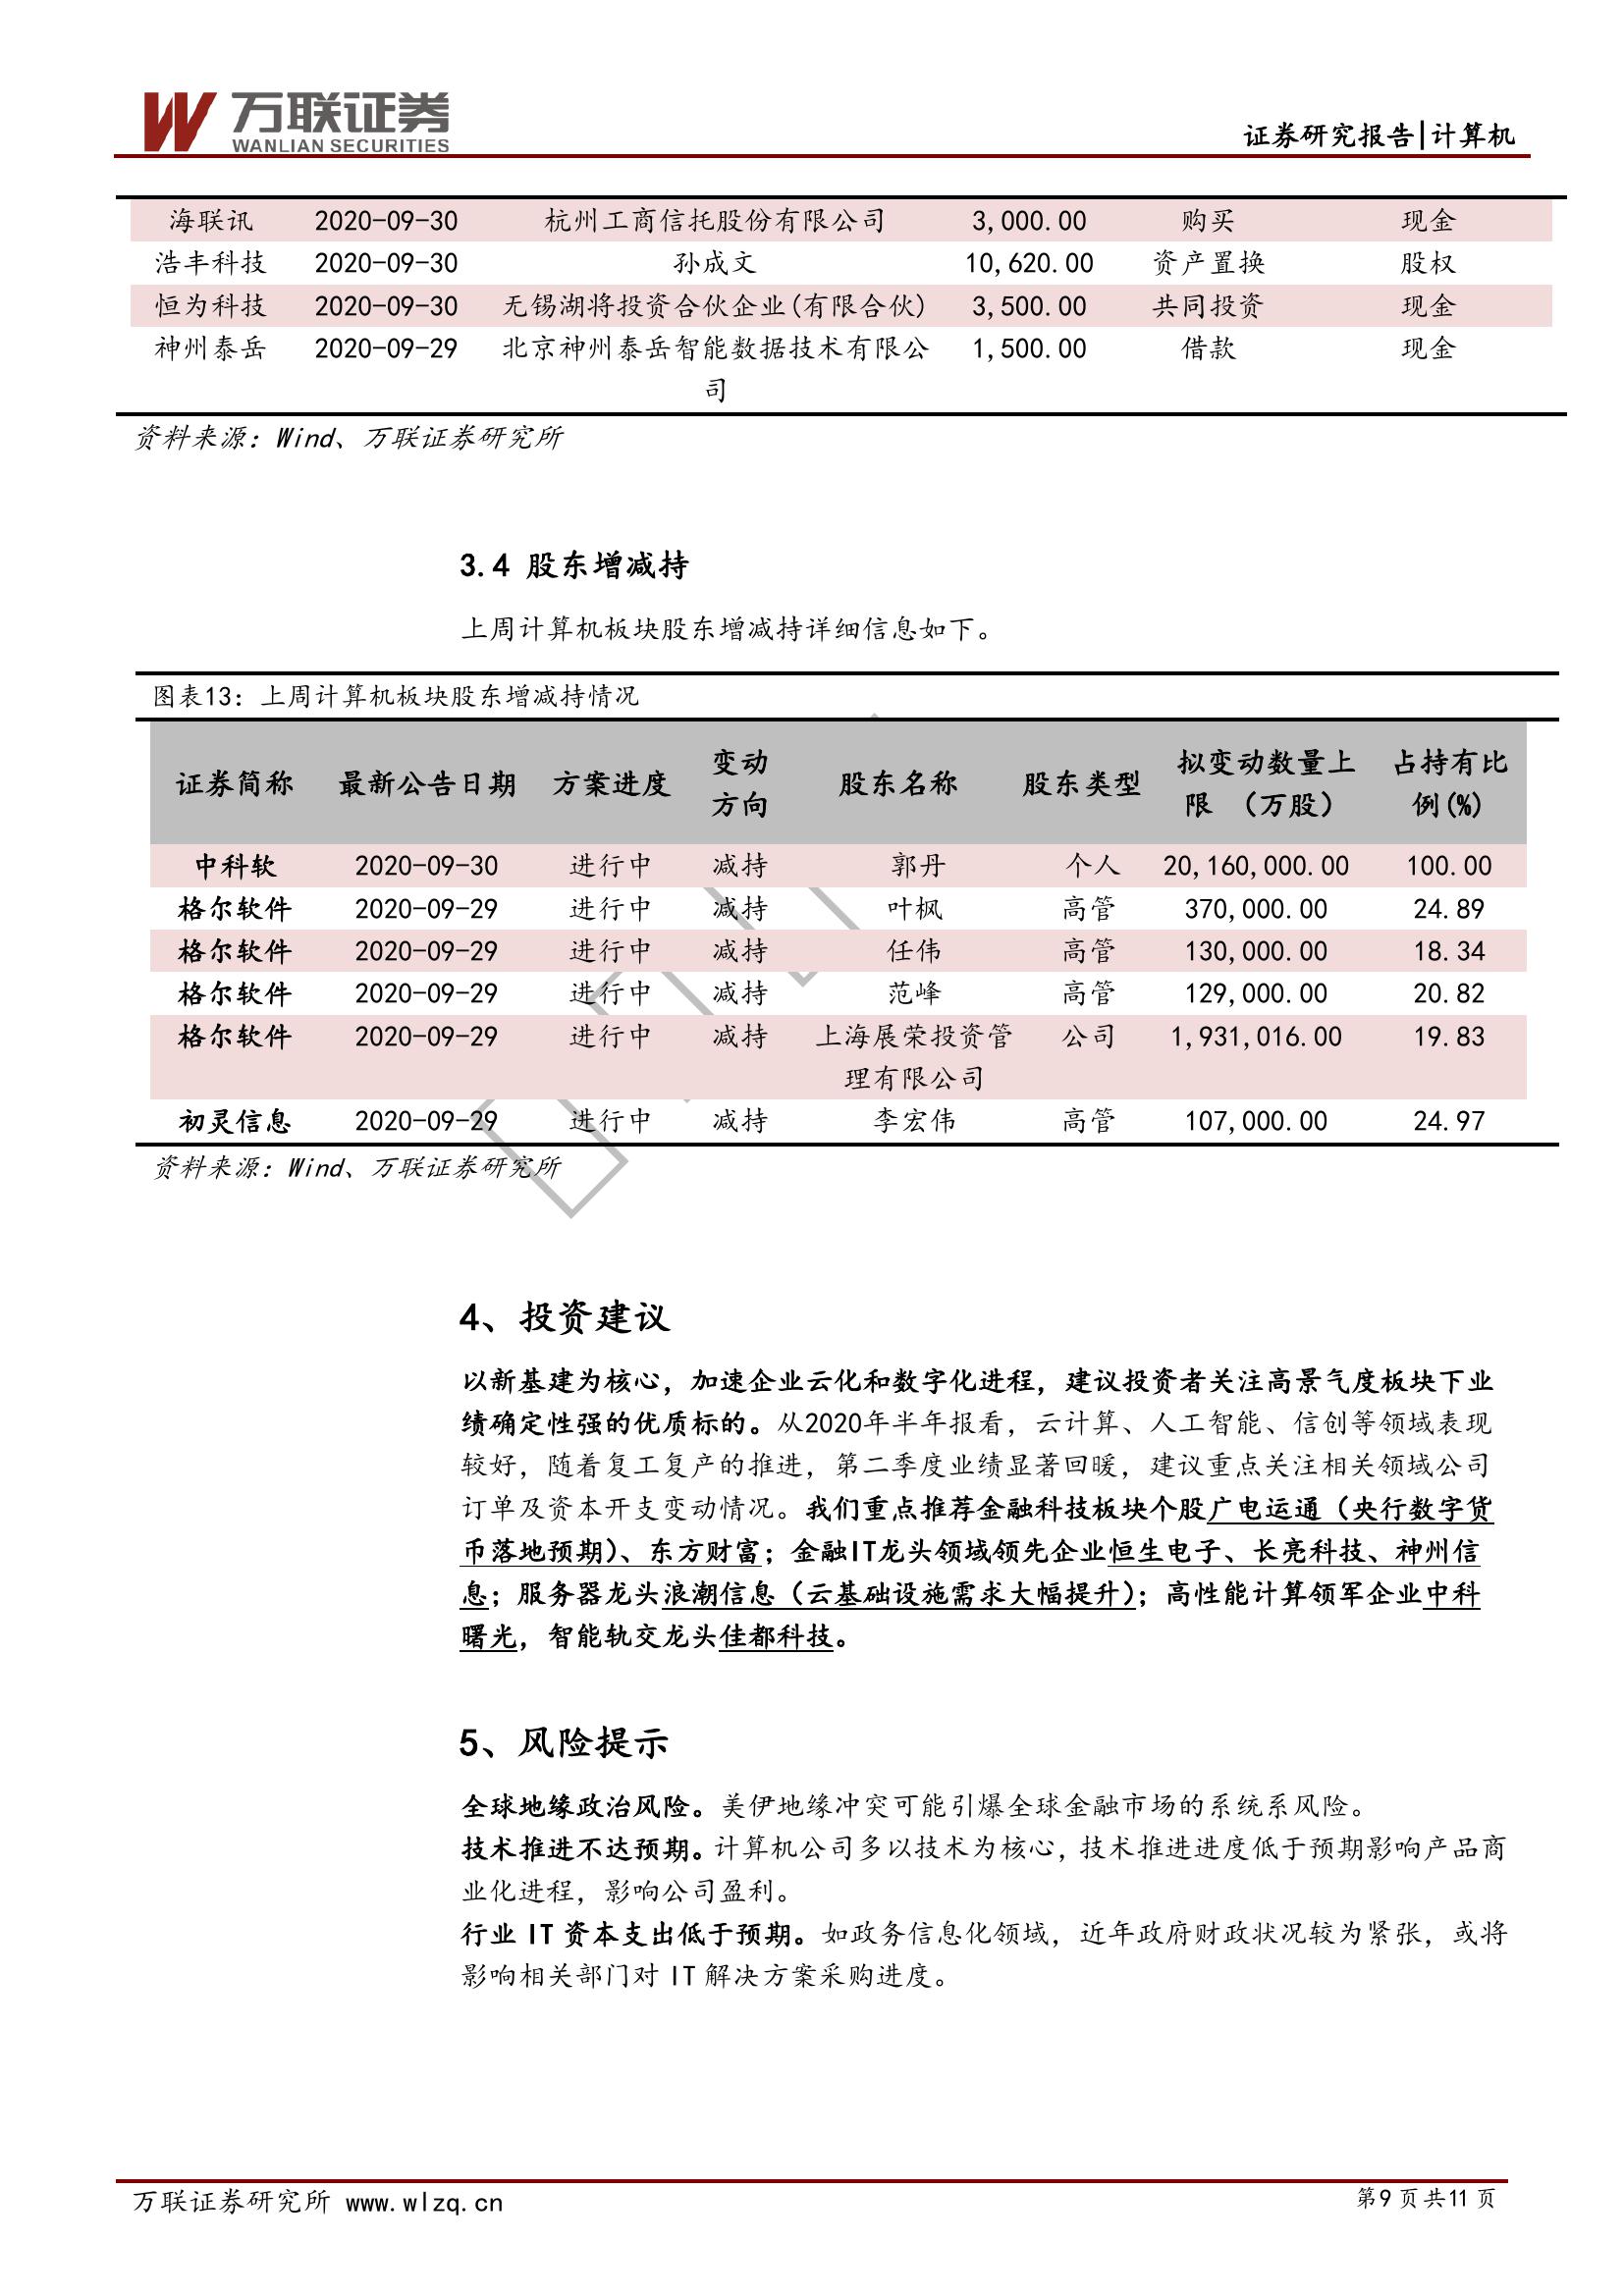 万联证券
WANLIAN SECURITIES
证券研究报告|计算机
海联讯 2020-09-30 杭州工商信托股份有限公司 3,000.00 购买 现金
浩丰科技 2020-09-30 孙成文 10,620.00 资产置换 股权
恒为科技 2020-09-30 无锡湖将投资合伙企业(有限合伙) 3,500.00 共同投资 现金
神州泰岳 2020-09-29 北京神州泰岳智能数据技术有限公 1,500.00 借款 现金
司
资料来源：Wind、万联证券研究所
3.4 股东增减持
上周计算机板块股东增减持详细信息如下。
图表13：上周计算机板块股东增减持情况
证券简称 最新公告日期 方案进度 变动 股东名称 股东类型 拟变动数量上 占持有比
方向 限 （万股） 例(%)
中科软 2020-09-30 进行中 减持 郭丹 个人 20,160,000.00 100.00
格尔软件 2020-09-29 进行中 减持 叶枫 高管 370,000.00 24.89
格尔软件 2020-09-29 进行中 减持 任伟 高管 130,000.00 18.34
格尔软件 2020-09-29 进行中 减持 范峰 高管 129,000.00 20.82
格尔软件 2020-09-29 进行中 减持 上海展荣投资管 公司 1,931,016.00 19.83
理有限公司
初灵信息 2020-09-29 进行中 减持 李宏伟 高管 107,000.00 24.97
资料来源：Wind、万联证券研究所
4、投资建议
以新基建为核心，加速企业云化和数字化进程，建议投资者关注高景气度板块下业
绩确定性强的优质标的。从2020年半年报看，云计算、人工智能、信创等领域表现
较好，随着复工复产的推进，第二季度业绩显著回暖，建议重点关注相关领域公司
订单及资本开支变动情况。我们重点推荐金融科技板块个股广电运通（央行数字货
币落地预期）、东方财富；金融IT龙头领域领先企业恒生电子、长亮科技、神州信
息；服务器龙头浪潮信息（云基础设施需求大幅提升）；高性能计算领军企业中科
曙光，智能轨交龙头佳都科技。
5、风险提示
全球地缘政治风险。美伊地缘冲突可能引爆全球金融市场的系统系风险。
技术推进不达预期。计算机公司多以技术为核心，技术推进进度低于预期影响产品商
业化进程，影响公司盈利。
行业 IT 资本支出低于预期。如政务信息化领域，近年政府财政状况较为紧张，或将
影响相关部门对 IT 解决方案采购进度。
万联证券研究所 www.wlzq.cn 第9页共11页